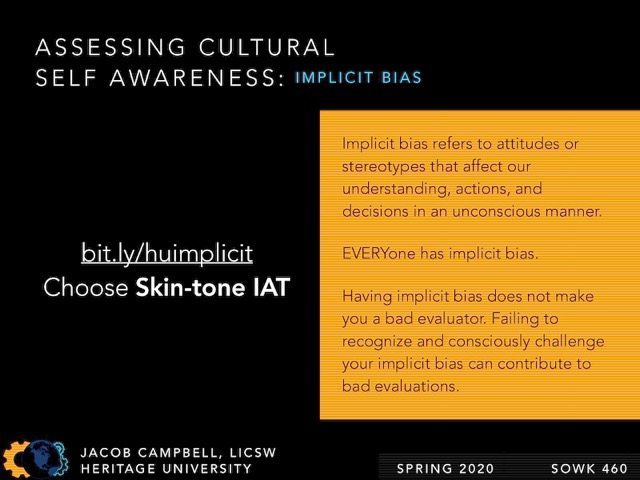 ASSESSING CULTURAL
SELF AWARENESS: IMPLICIT BIAS
bit.ly/huimplicit
Choose Skin-tone IAT
Implicit bias refers to attitudes or
stereotypes that affect our
understanding, actions, and
decisions in an unconscious manner.
EVERYone has implicit bias.
Having implicit bias does not make
you a bad evaluator. Failing to
recognize and consciously challenge
your implicit bias can contribute to
bad evaluations.
JACOB CAMPBELL, LICSW
HERITAGE UNIVERSITY
SPRING 2020 SOWK 460